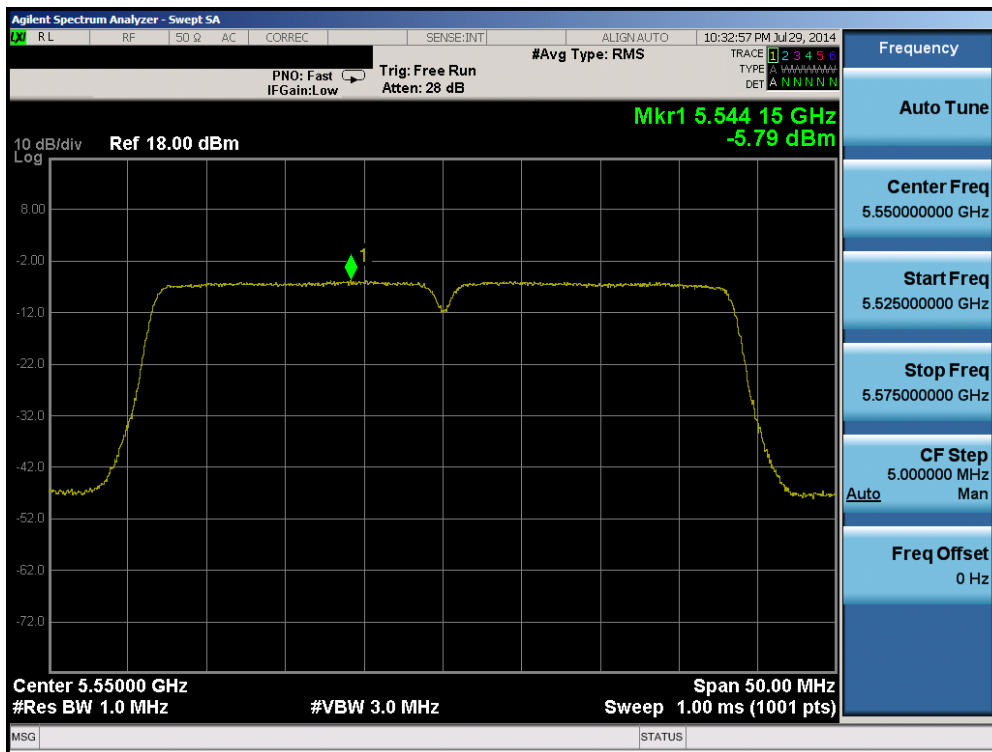 Agilent Spectrum Analyzer - Swept SA
LXI RL RF 50 Ω AC CORREC SENSE:INT ALIGN AUTO 10:32:57 PM Jul 29, 2014
#Avg Type: RMS TRACE 1 2 3 4 5 6
PNO: Fast Trig: Free Run TYPE A WWWWW
IFGain:Low Atten: 28 dB DET A N N N N N
Mkr1 5.544 15 GHz
-5.79 dBm
10 dB/div Ref 18.00 dBm
Log
8.00
1
-2.00
-12.0
-22.0
-32.0
-42.0
-52.0
-62.0
-72.0
Center 5.55000 GHz Span 50.00 MHz
#Res BW 1.0 MHz #VBW 3.0 MHz Sweep 1.00 ms (1001 pts)
MSG STATUS
Frequency
Auto Tune
Center Freq
5.550000000 GHz
Start Freq
5.525000000 GHz
Stop Freq
5.575000000 GHz
CF Step
5.000000 MHz
Auto Man
Freq Offset
0 Hz